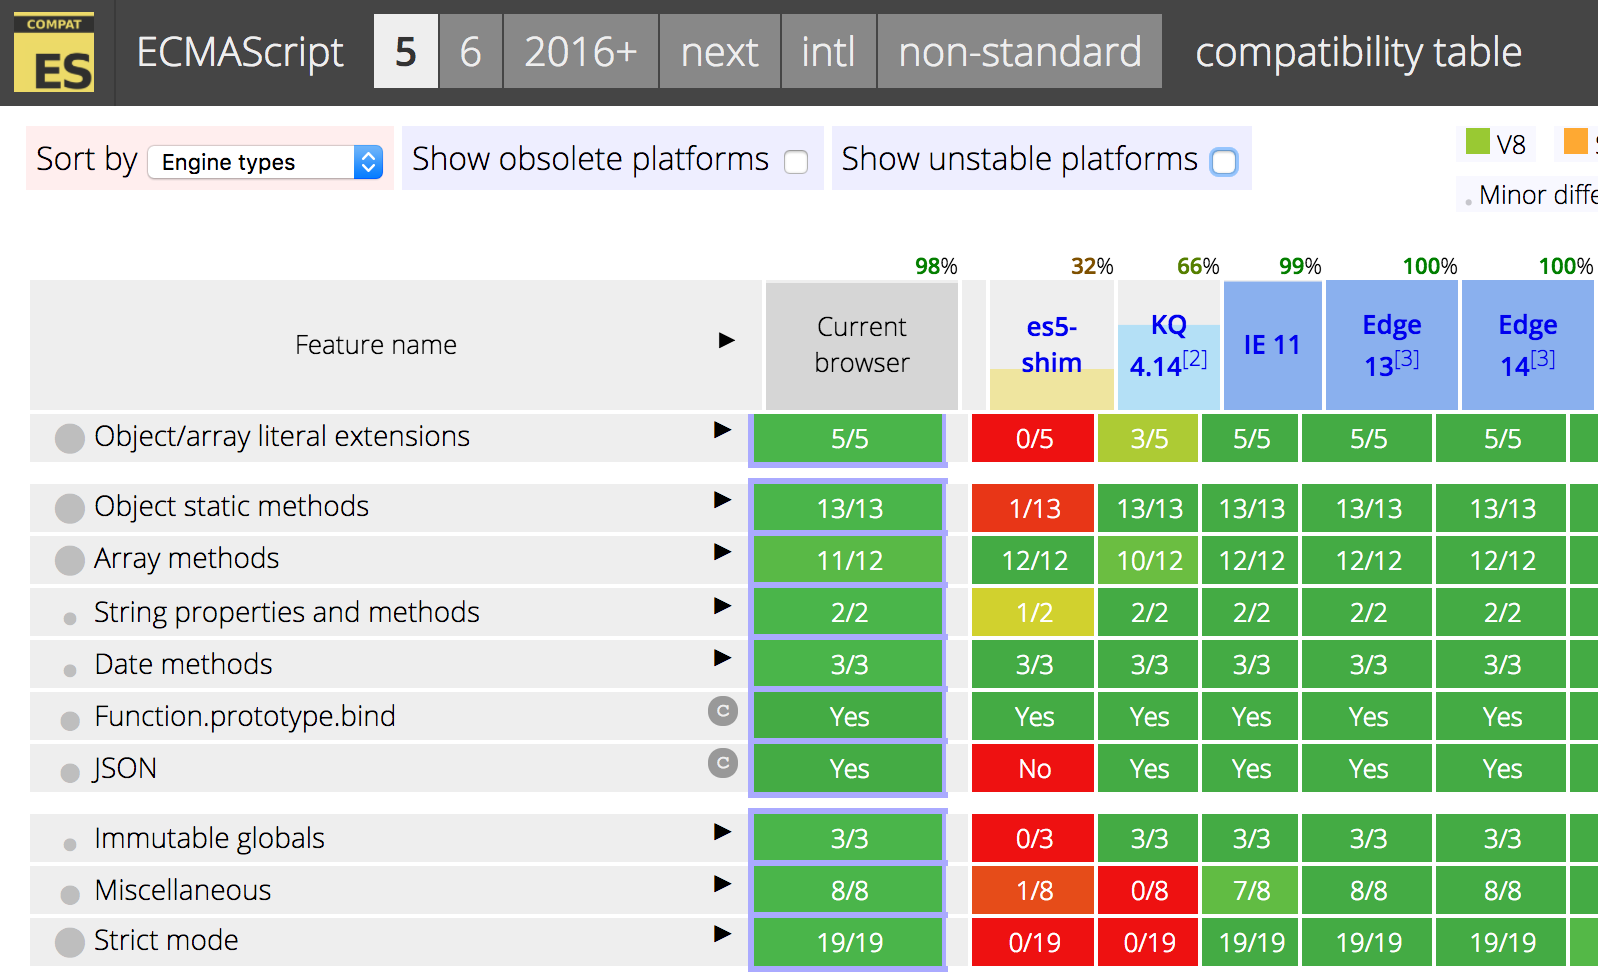 COMPAT
ES
ECMAScript 5 6 2016+ next intl non-standard compatibility table
Sort by Engine types Show obsolete platforms Show unstable platforms V8
Minor diffe
98% 32% 66% 99% 100% 100%
Feature name Current browser es5-shim KQ 4.14[2] IE 11 Edge 13[3] Edge 14[3]
Object/array literal extensions 5/5 0/5 3/5 5/5 5/5 5/5
Object static methods 13/13 1/13 13/13 13/13 13/13 13/13
Array methods 11/12 12/12 10/12 12/12 12/12 12/12
String properties and methods 2/2 1/2 2/2 2/2 2/2 2/2
Date methods 3/3 3/3 3/3 3/3 3/3 3/3
Function.prototype.bind C Yes Yes Yes Yes Yes Yes
JSON C Yes No Yes Yes Yes Yes
Immutable globals 3/3 0/3 3/3 3/3 3/3 3/3
Miscellaneous 8/8 1/8 0/8 7/8 8/8 8/8
Strict mode 19/19 0/19 0/19 19/19 19/19 19/19